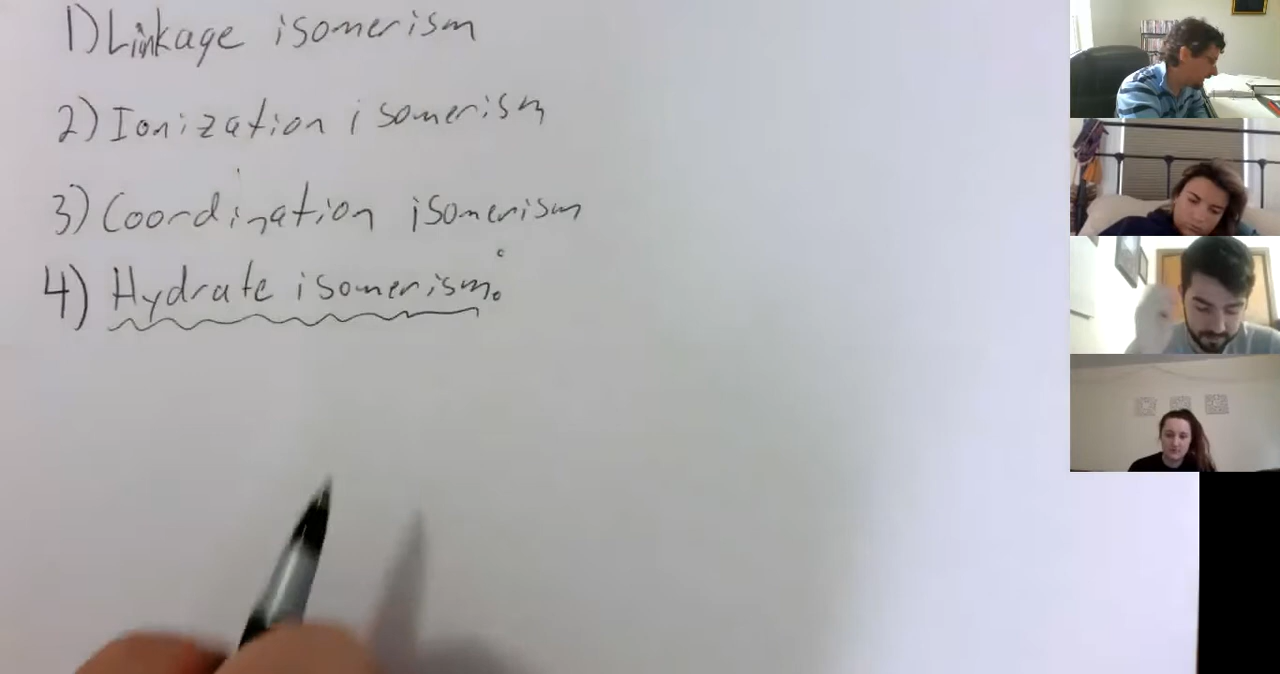 1) Linkage isomerism
2) Ionization isomerism
3) Coordination isomerism
4) Hydrate isomerism: